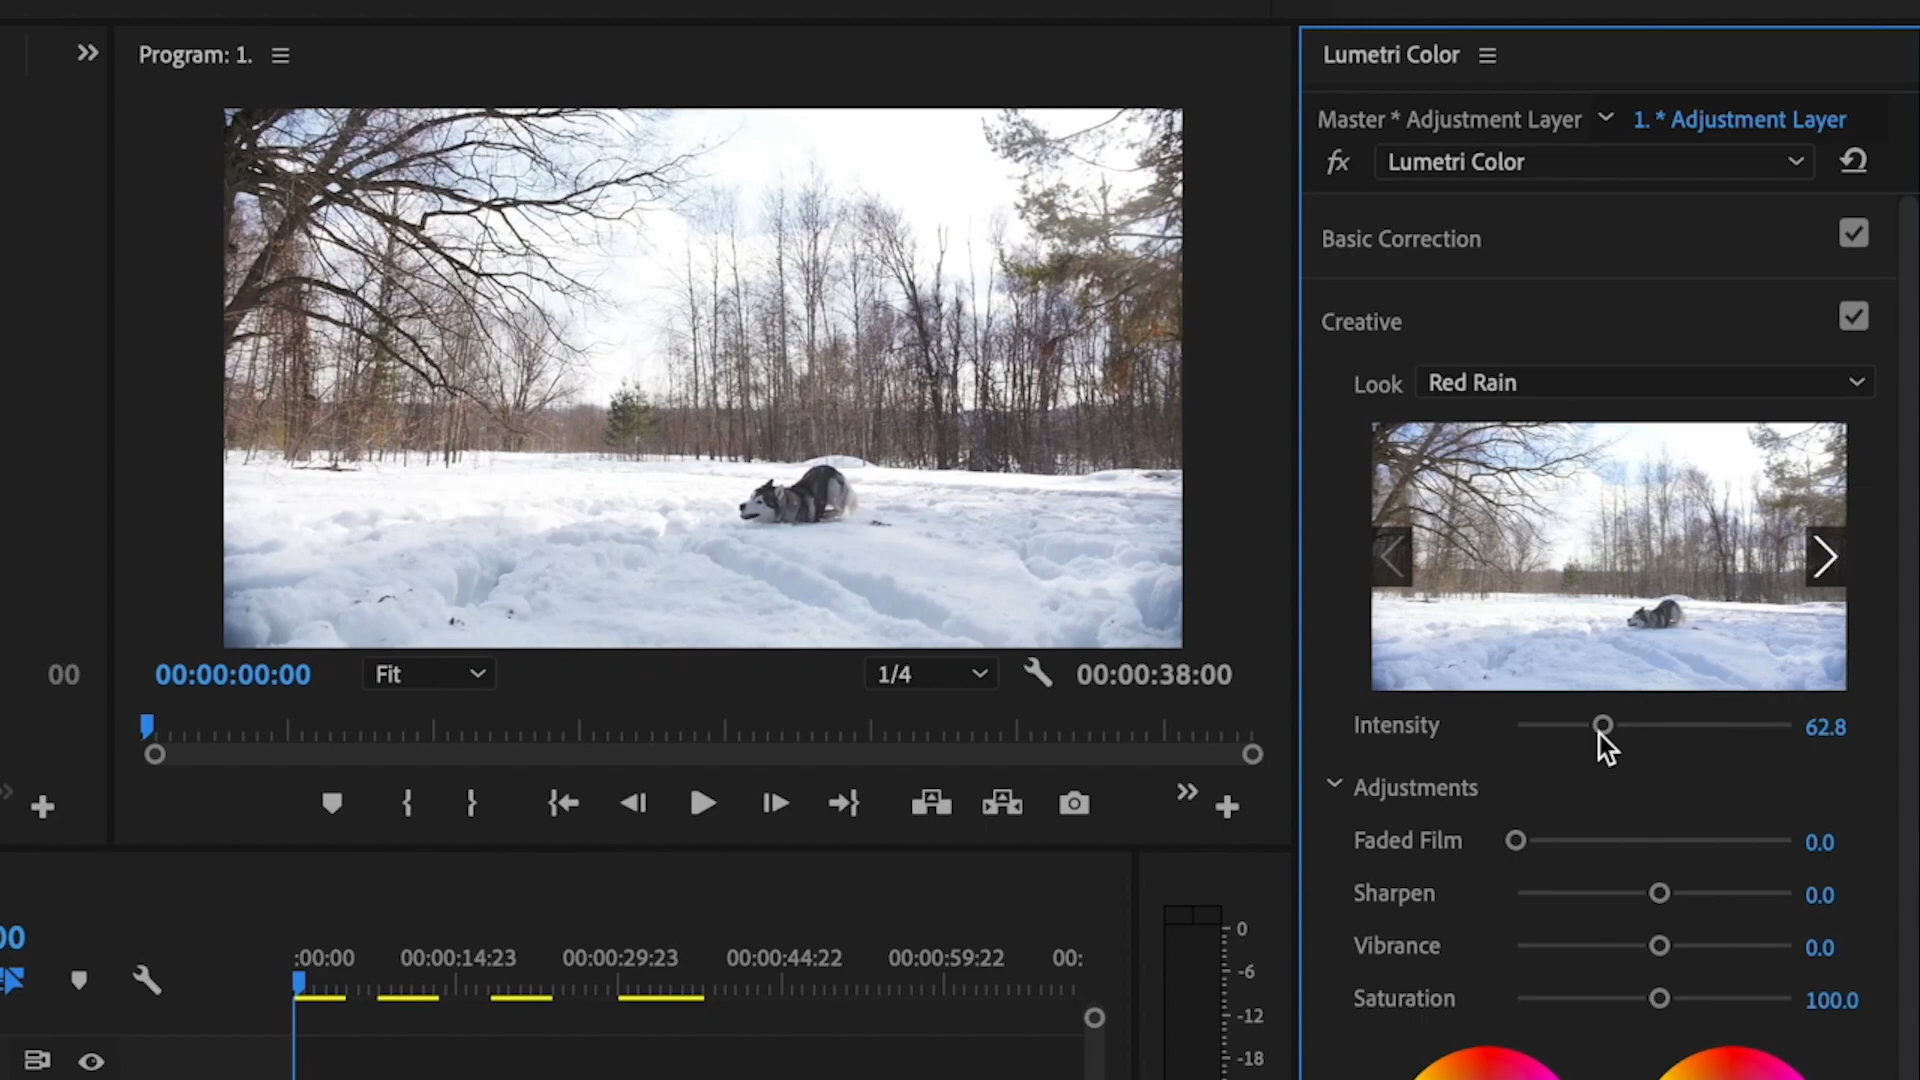 Program: 1.
00
00:00:00:00
Fit
1/4
00:00:38:00
00
:00:00
00:00:14:23
00:00:29:23
00:00:44:22
00:00:59:22
00:
0
-6
-12
-18
Lumetri Color
Master * Adjustment Layer
1. * Adjustment Layer
fx
Lumetri Color
Basic Correction
Creative
Look
Red Rain
Intensity
62.8
Adjustments
Faded Film
0.0
Sharpen
0.0
Vibrance
0.0
Saturation
100.0